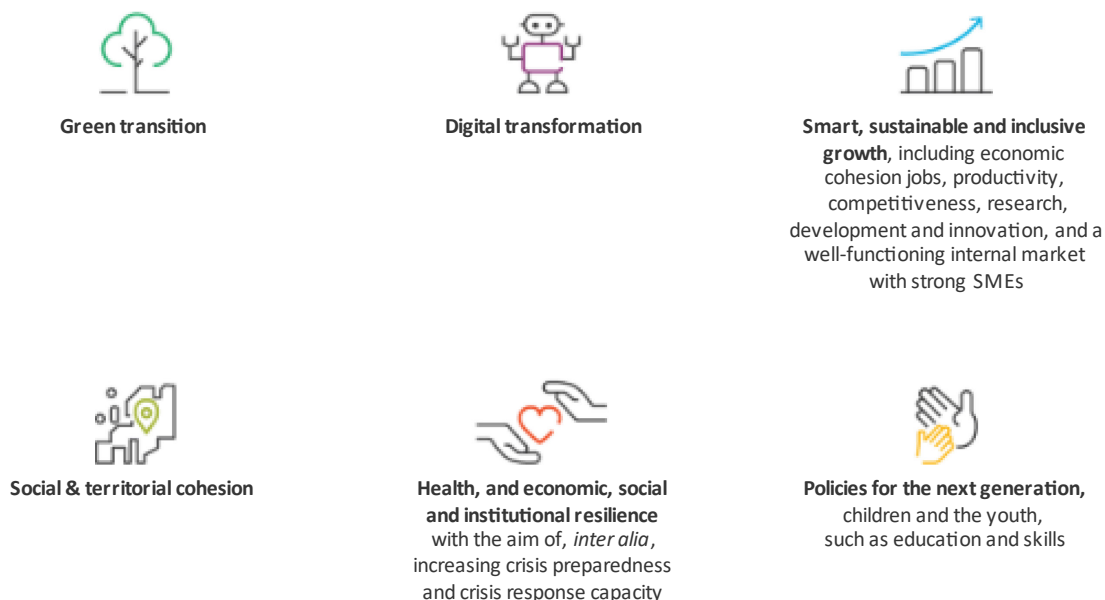 Green transition
Digital transformation
Smart, sustainable and inclusive
growth, including economic
cohesion jobs, productivity,
competitiveness, research,
development and innovation, and a
well-functioning internal market
with strong SMEs
Social & territorial cohesion
Health, and economic, social
and institutional resilience
with the aim of, inter alia,
increasing crisis preparedness
and crisis response capacity
Policies for the next generation,
children and the youth,
such as education and skills